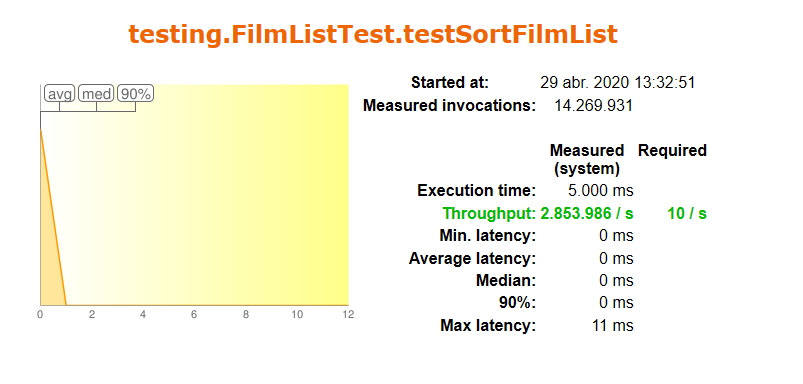 testing.FilmListTest.testSortFilmList
avg med 90%
0 2 4 6 8 10 12
Started at: 29 abr. 2020 13:32:51
Measured invocations: 14.269.931
Measured Required
(system)
Execution time: 5.000 ms
Throughput: 2.853.986 / s 10 / s
Min. latency: 0 ms
Average latency: 0 ms
Median: 0 ms
90%: 0 ms
Max latency: 11 ms